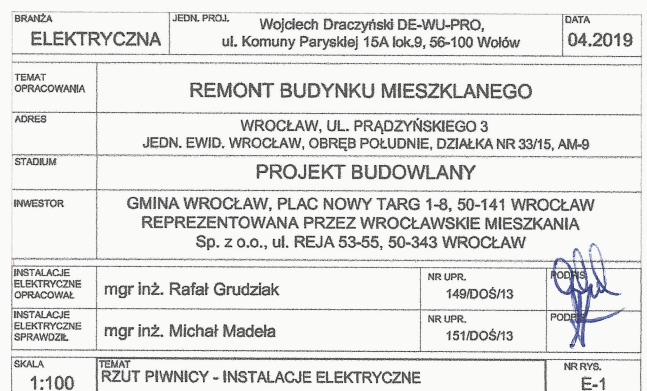 BRANŻA
ELEKTRYCZNA
JEDN. PROJ.
Wojciech Draczyński DE-WU-PRO,
ul. Komuny Paryskiej 15A lok.9, 56-100 Wołów
DATA
04.2019
TEMAT
OPRACOWANIA
REMONT BUDYNKU MIESZKLANEGO
ADRES
WROCŁAW, UL. PRĄDZYŃSKIEGO 3
JEDN. EWID. WROCŁAW, OBRĘB POŁUDNIE, DZIAŁKA NR 33/15, AM-9
STADIUM
PROJEKT BUDOWLANY
INWESTOR
GMINA WROCŁAW, PLAC NOWY TARG 1-8, 50-141 WROCŁAW
REPREZENTOWANA PRZEZ WROCŁAWSKIE MIESZKANIA
Sp. z o.o., ul. REJA 53-55, 50-343 WROCŁAW
INSTALACJE
ELEKTRYCZNE
OPRACOWAŁ
mgr inż. Rafał Grudziak
NR UPR.
149/DOŚ/13
PODPIS
INSTALACJE
ELEKTRYCZNE
SPRAWDZIŁ
mgr inż. Michał Madeła
NR UPR.
151/DOŚ/13
PODPIS
SKALA
1:100
TEMAT
RZUT PIWNICY - INSTALACJE ELEKTRYCZNE
NR RYS.
E-1